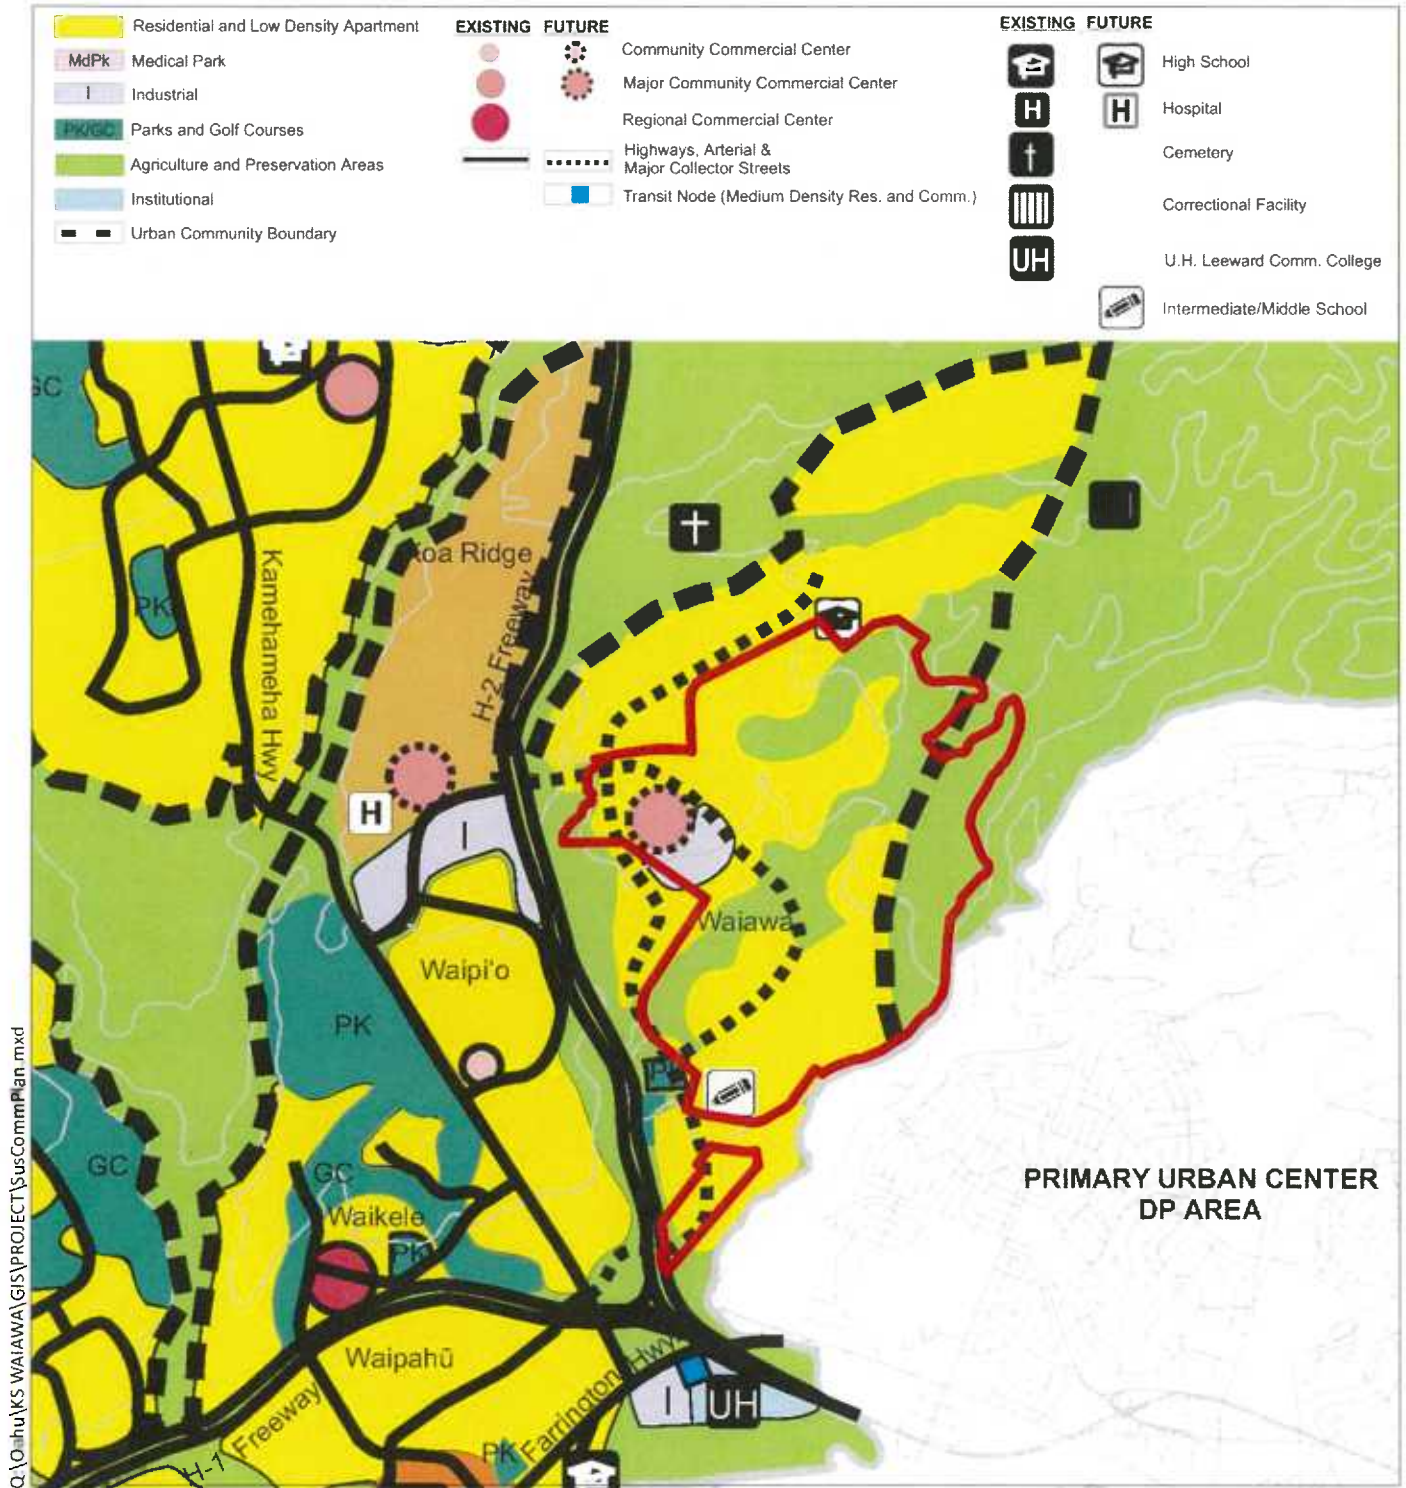 Residential and Low Density Apartment
MdPk Medical Park
I Industrial
PK/GC Parks and Golf Courses
Agriculture and Preservation Areas
Institutional
Urban Community Boundary
EXISTING FUTURE
Community Commercial Center
Major Community Commercial Center
Regional Commercial Center
Highways, Arterial &
Major Collector Streets
Transit Node (Medium Density Res. and Comm.)
EXISTING FUTURE
High School
H H Hospital
Cemetery
Correctional Facility
UH U.H. Leeward Comm. College
Intermediate/Middle School
GC
Koa Ridge
Kamehameha Hwy
PK
H-2 Freeway
H
I
Waiawa
Waipi'o
PK
GC
GC
Waikele
PK
Waipahū
H-1 Freeway
Farrington Hwy
PK
I
UH
PRIMARY URBAN CENTER
DP AREA
Q:\Oahu\KS WAIAWA\GIS\PROJECT\SusCommPlan.mxd